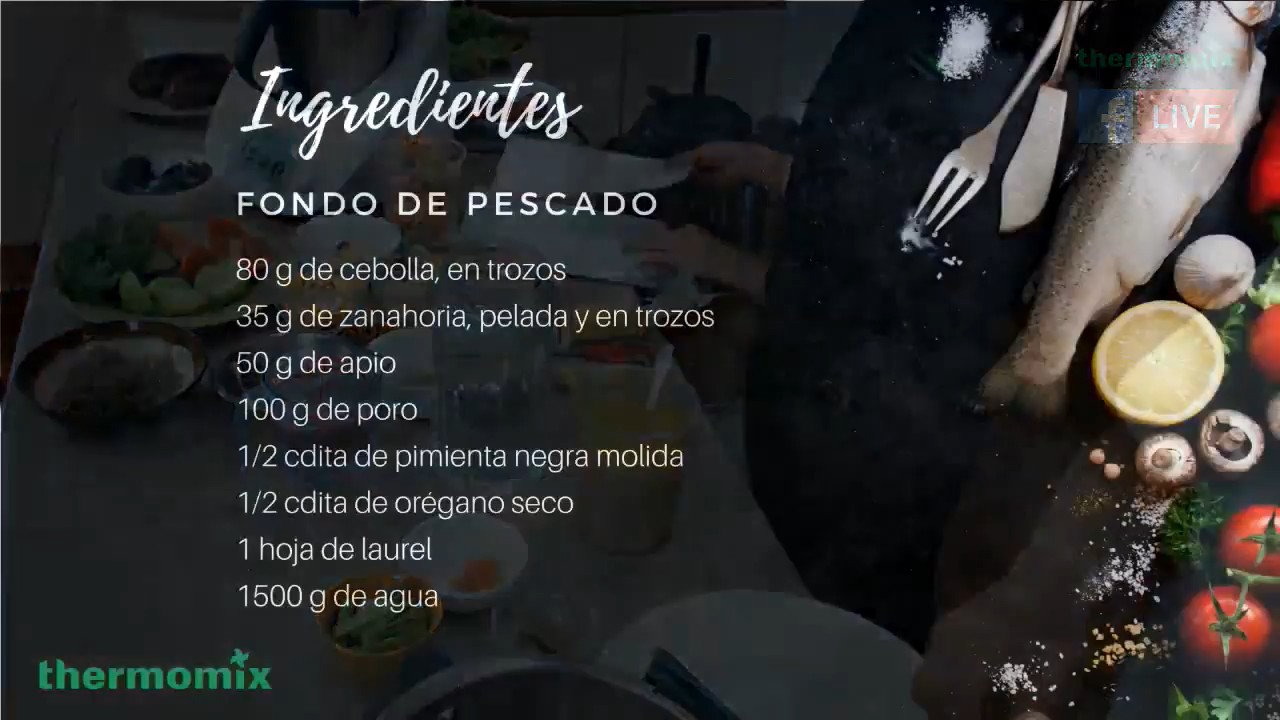 Ingredientes
thermomix
LIVE
FONDO DE PESCADO
80 g de cebolla, en trozos
35 g de zanahoria, pelada y en trozos
50 g de apio
100 g de poro
1/2 cdita de pimienta negra molida
1/2 cdita de orégano seco
1 hoja de laurel
1500 g de agua
thermomix